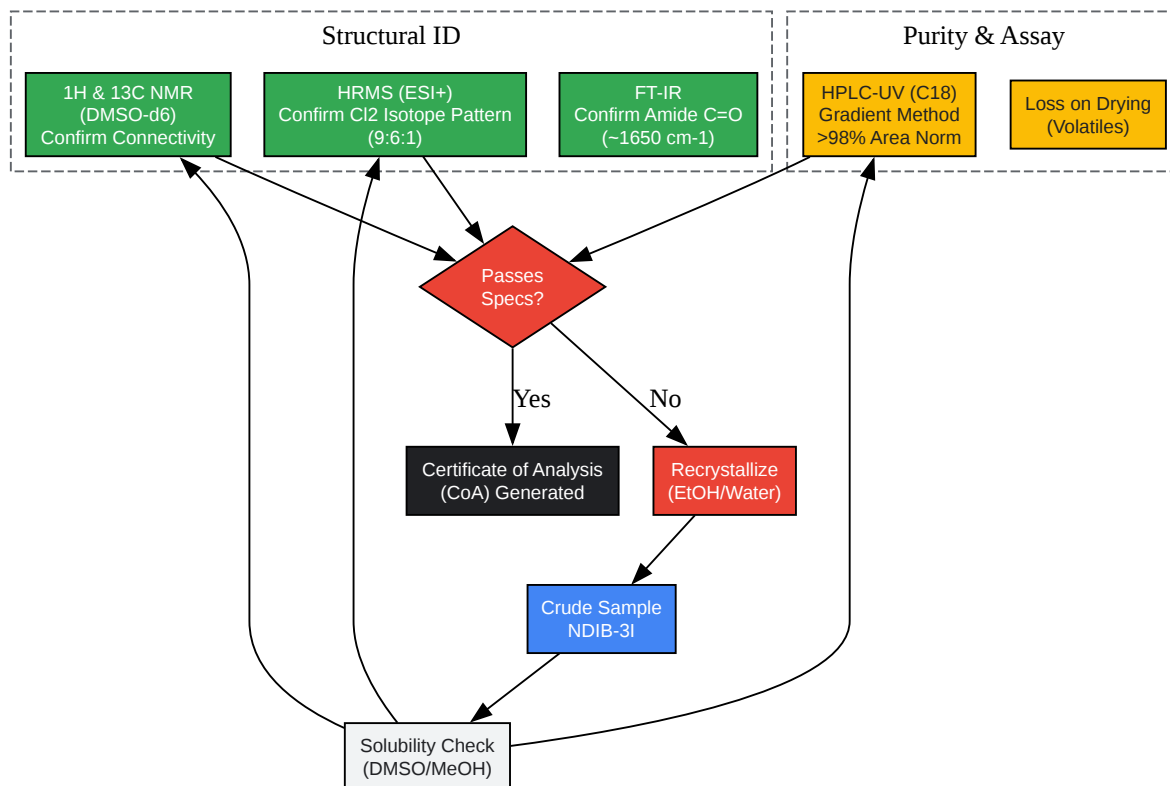 Structural ID
Purity & Assay
1H & 13C NMR
(DMSO-d6)
Confirm Connectivity
HRMS (ESI+)
Confirm Cl2 Isotope Pattern
(9:6:1)
FT-IR
Confirm Amide C=O
(~1650 cm-1)
HPLC-UV (C18)
Gradient Method
>98% Area Norm
Loss on Drying
(Volatiles)
Passes
Specs?
Yes
No
Certificate of Analysis
(CoA) Generated
Recrystallize
(EtOH/Water)
Crude Sample
NDIB-3I
Solubility Check
(DMSO/MeOH)